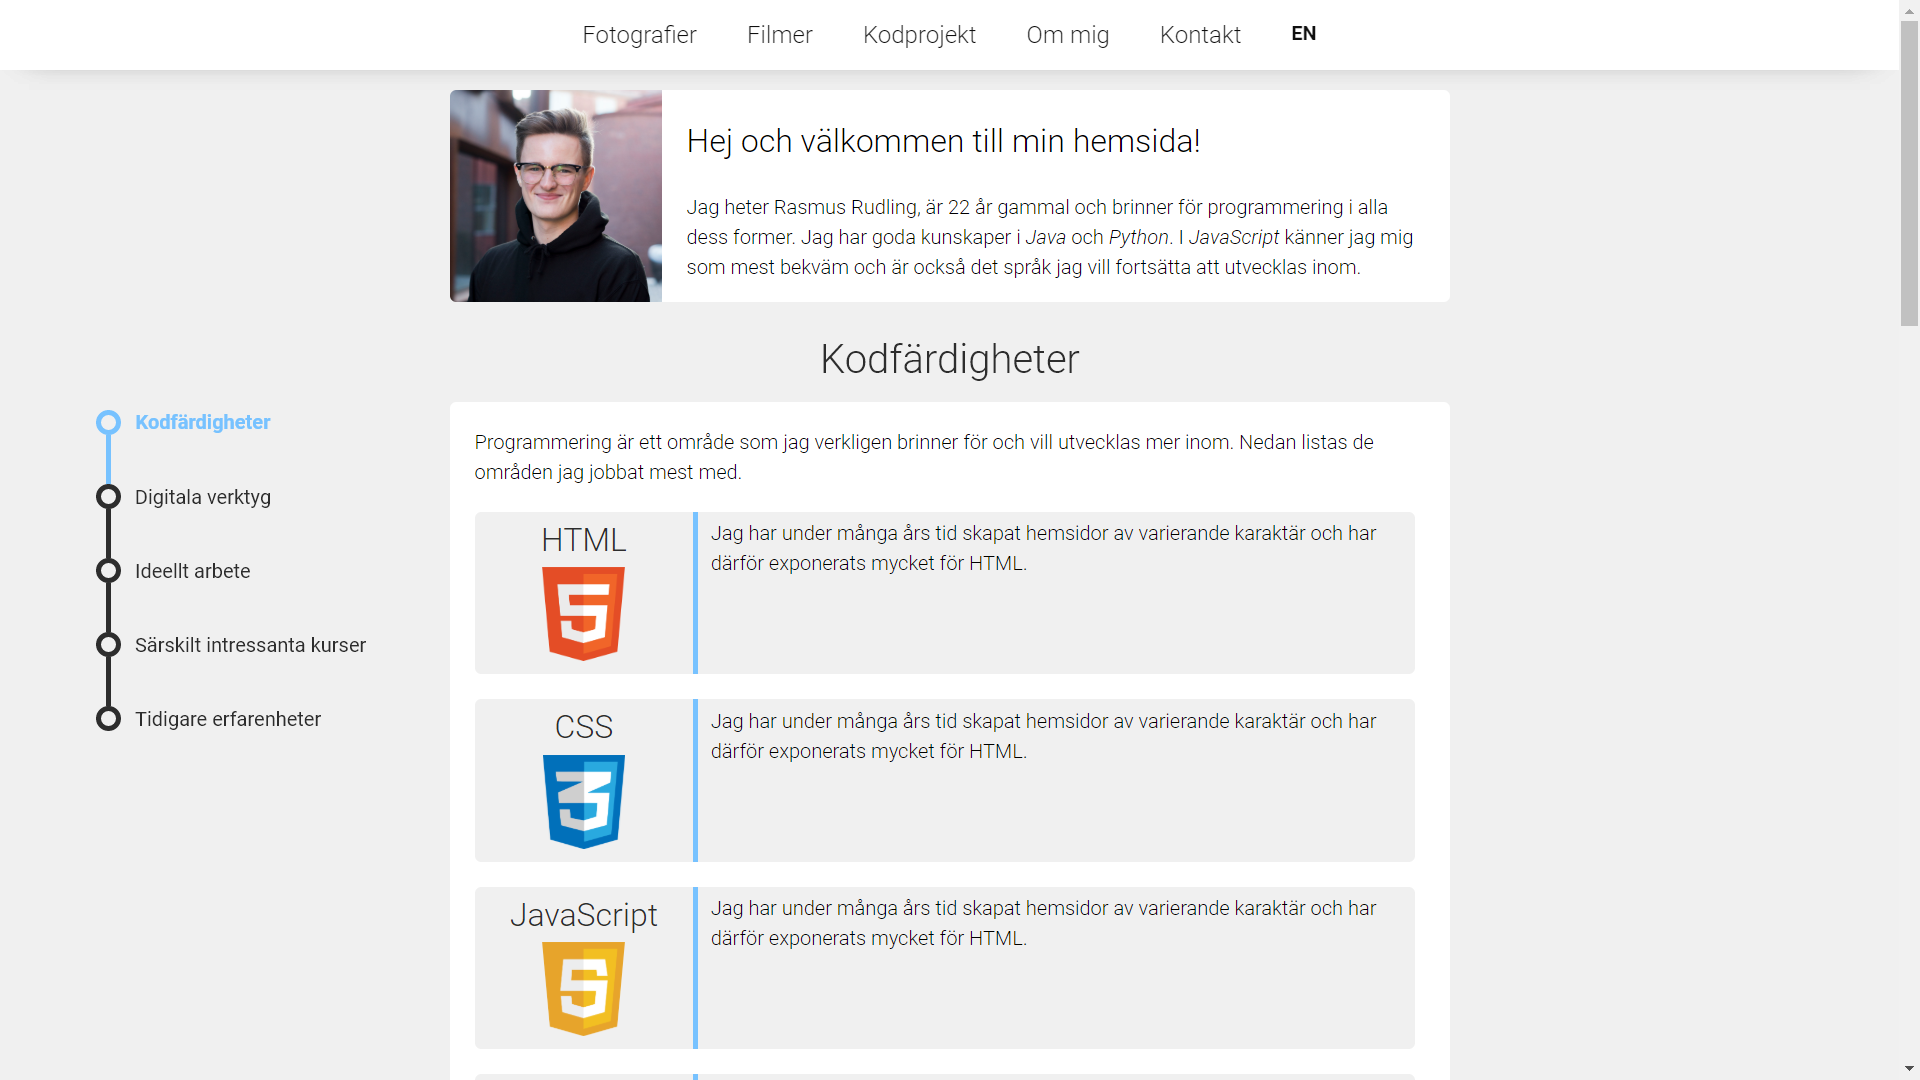 Fotografier Filmer Kodprojekt Om mig Kontakt EN
Hej och välkommen till min hemsida!
Jag heter Rasmus Rudling, är 22 år gammal och brinner för programmering i alla
dess former. Jag har goda kunskaper i Java och Python. I JavaScript känner jag mig
som mest bekväm och är också det språk jag vill fortsätta att utvecklas inom.
Kodfärdigheter
Kodfärdigheter
Digitala verktyg
Ideellt arbete
Särskilt intressanta kurser
Tidigare erfarenheter
Programmering är ett område som jag verkligen brinner för och vill utvecklas mer inom. Nedan listas de
områden jag jobbat mest med.
HTML
5
Jag har under många års tid skapat hemsidor av varierande karaktär och har
därför exponerats mycket för HTML.
CSS
3
Jag har under många års tid skapat hemsidor av varierande karaktär och har
därför exponerats mycket för HTML.
JavaScript
5
Jag har under många års tid skapat hemsidor av varierande karaktär och har
därför exponerats mycket för HTML.